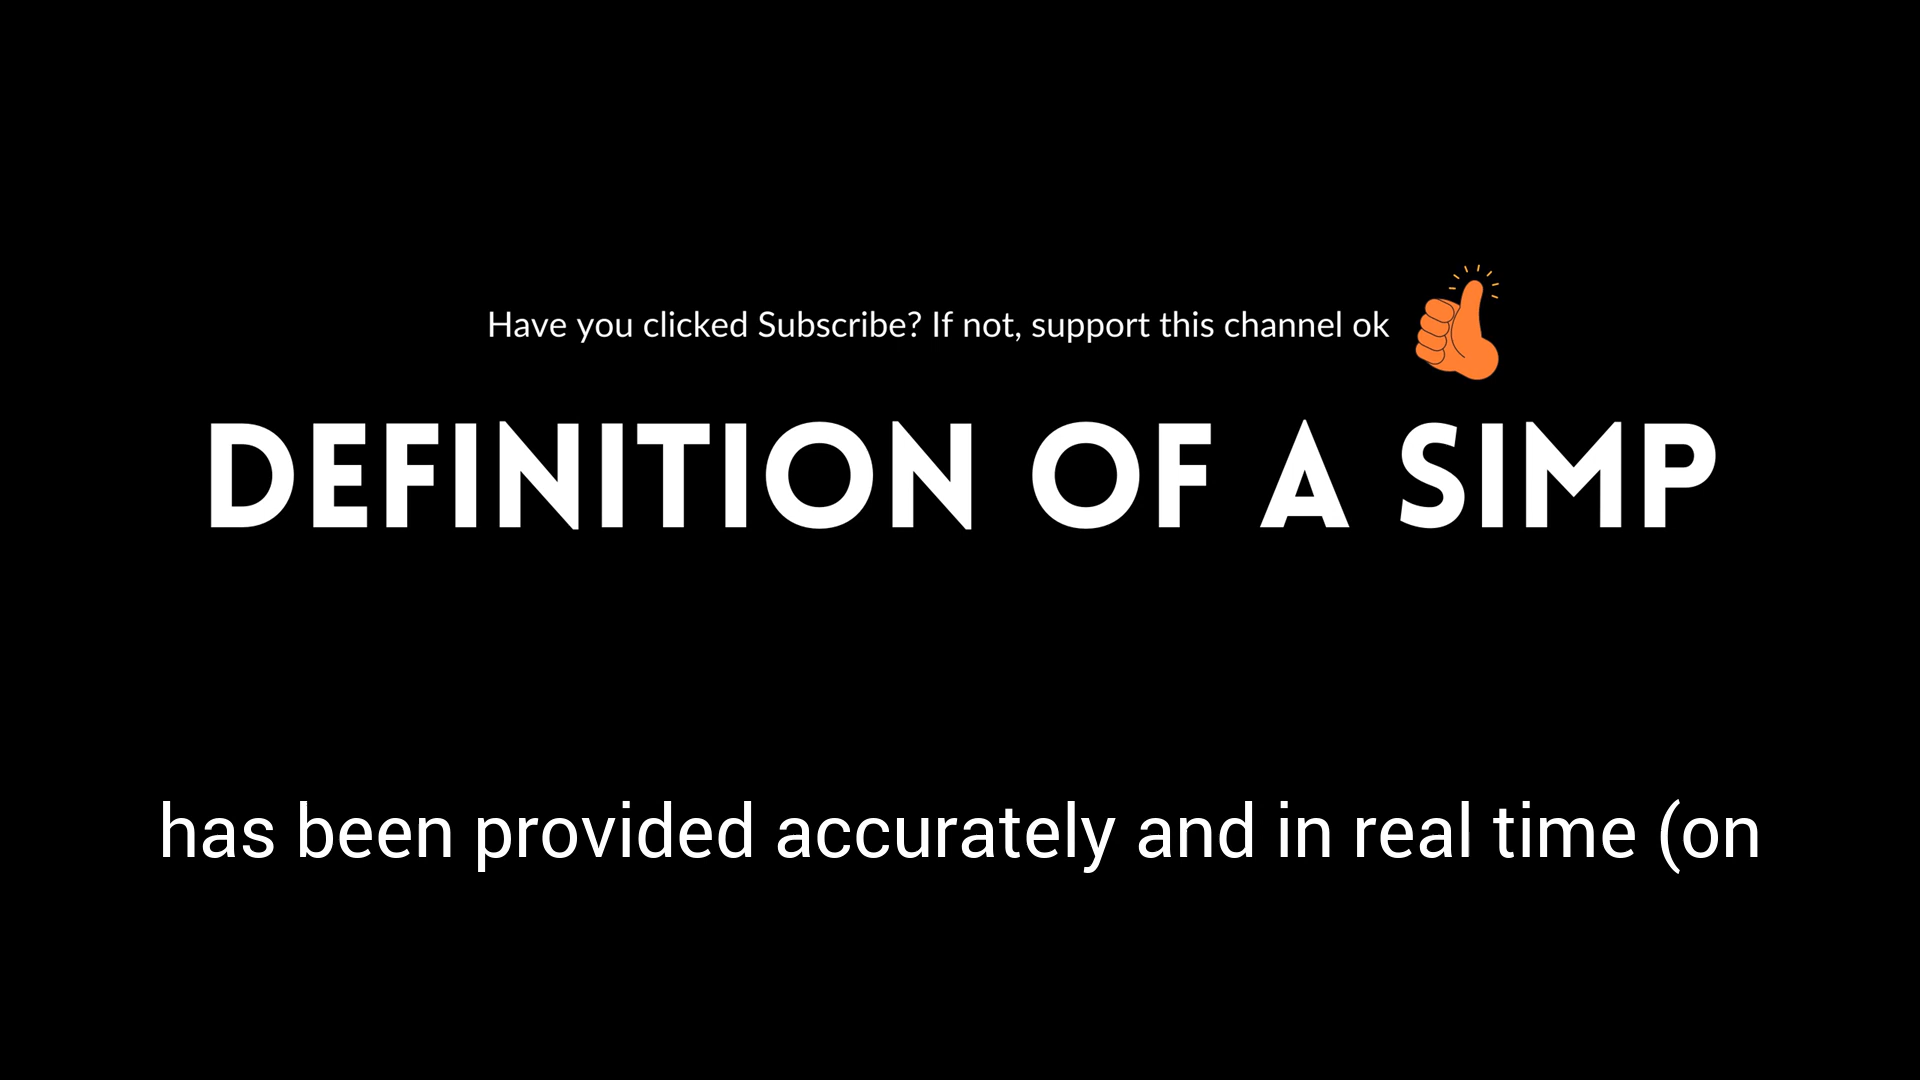 Have you clicked Subscribe? If not, support this channel ok
DEFINITION OF A SIMP
has been provided accurately and in real time (on